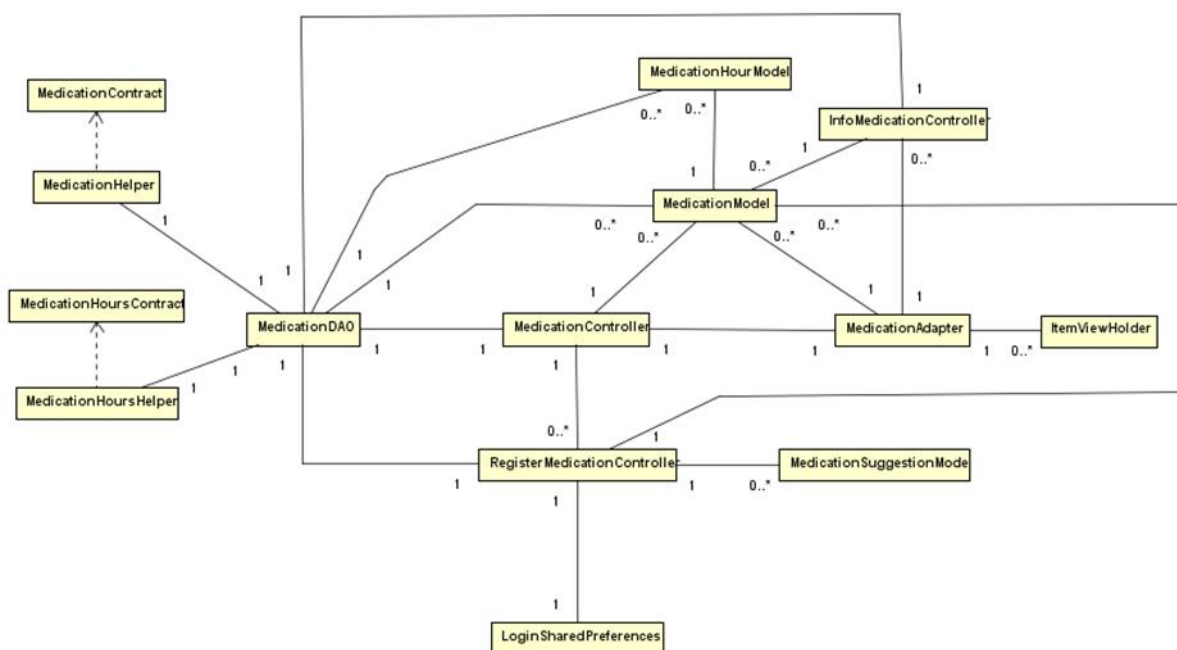 MedicationHourModel
MedicationContract
1
0..*
0..*
InfoMedicationController
1
0..*
MedicationHelper
1
0..*
MedicationModel
1
0..*
0..*
0..*
0..*
1
1
1
1
MedicationHoursContract
1
1
1
1
MedicationDAO
MedicationController
MedicationAdapter
ItemViewHolder
1
1
1
1
1
0..*
1
1
1
1
MedicationHoursHelper
0..*
1
RegisterMedicationController
MedicationSuggestionModel
1
1
1
0..*
1
LoginSharedPreferences